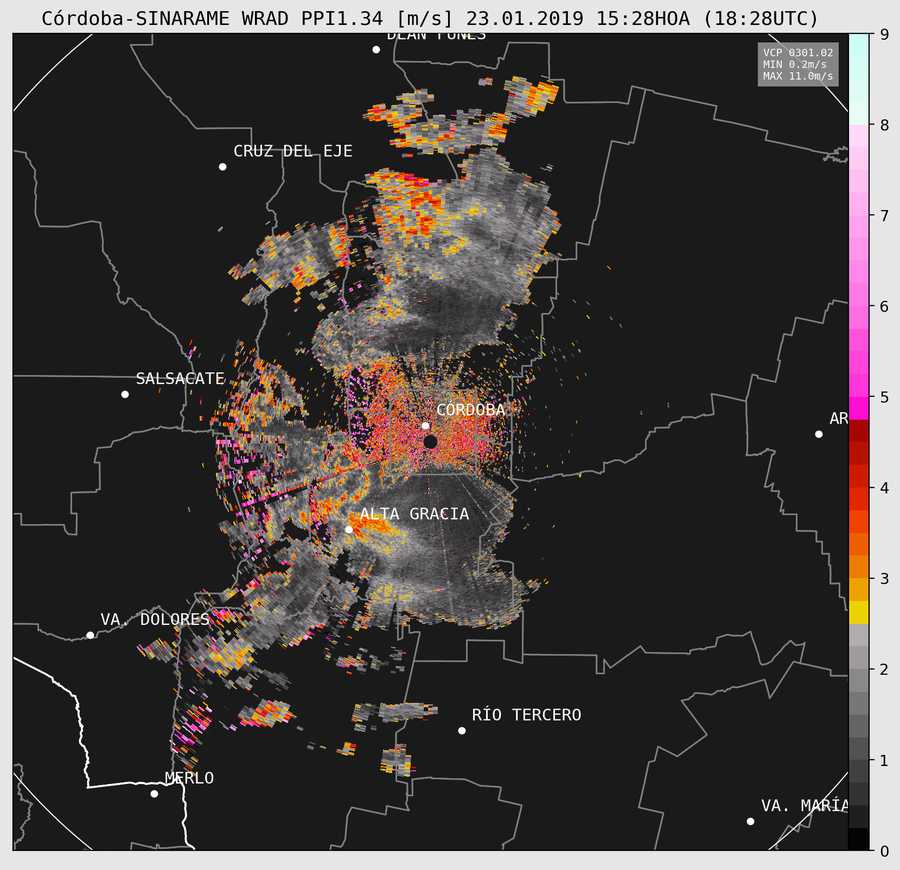 Córdoba-SINARAME WRAD PPI1.34 [m/s] 23.01.2019 15:28HOA (18:28UTC)
DEAN FUNES
VCP 0301.02
MIN 0.2m/s
MAX 11.0m/s
CRUZ DEL EJE
SALSACATE
CORDOBA
AR
ALTA GRACIA
VA. DOLORES
RÍO TERCERO
MERLO
VA. MARÍA
9
8
7
6
5
4
3
2
1
0